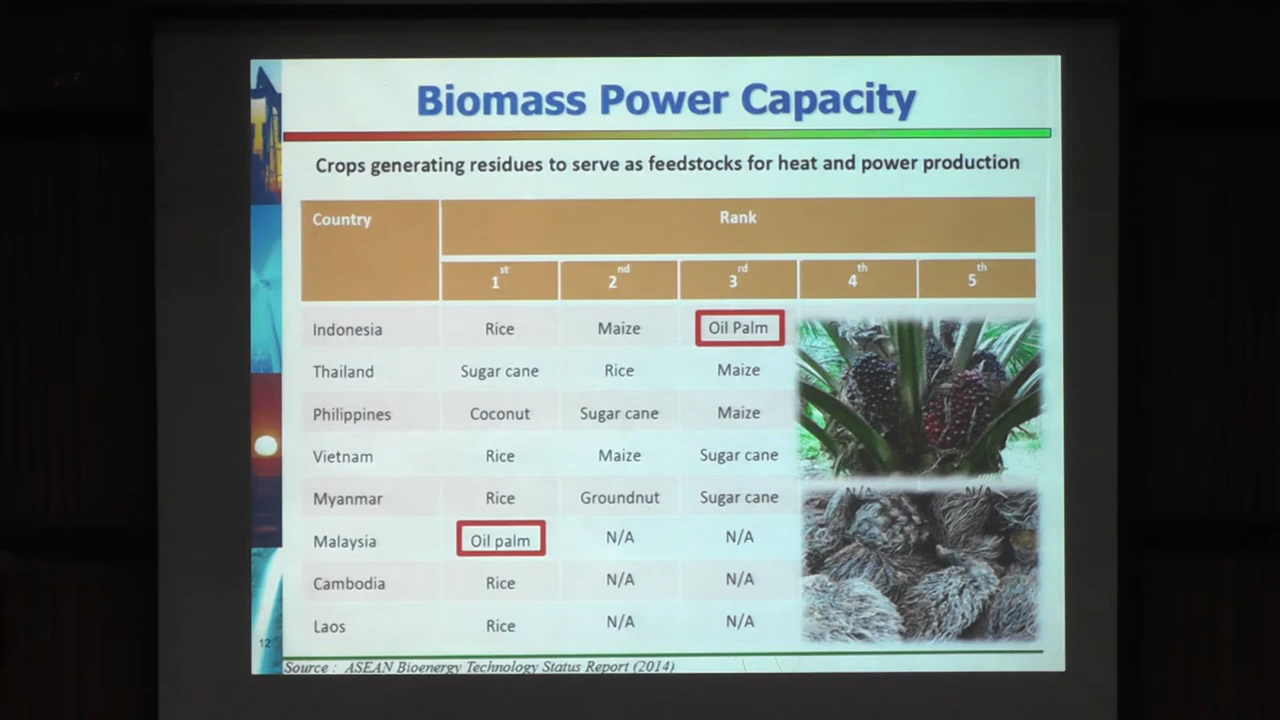 Biomass Power Capacity
Crops generating residues to serve as feedstocks for heat and power production
Country Rank
1st 2nd 3rd 4th 5th
Indonesia Rice Maize Oil Palm
Thailand Sugar cane Rice Maize
Philippines Coconut Sugar cane Maize
Vietnam Rice Maize Sugar cane
Myanmar Rice Groundnut Sugar cane N/A N/A
Malaysia Oil palm N/A N/A
Cambodia Rice N/A N/A
Laos Rice N/A N/A
12
Source : ASEAN Bioenergy Technology Status Report (2014)